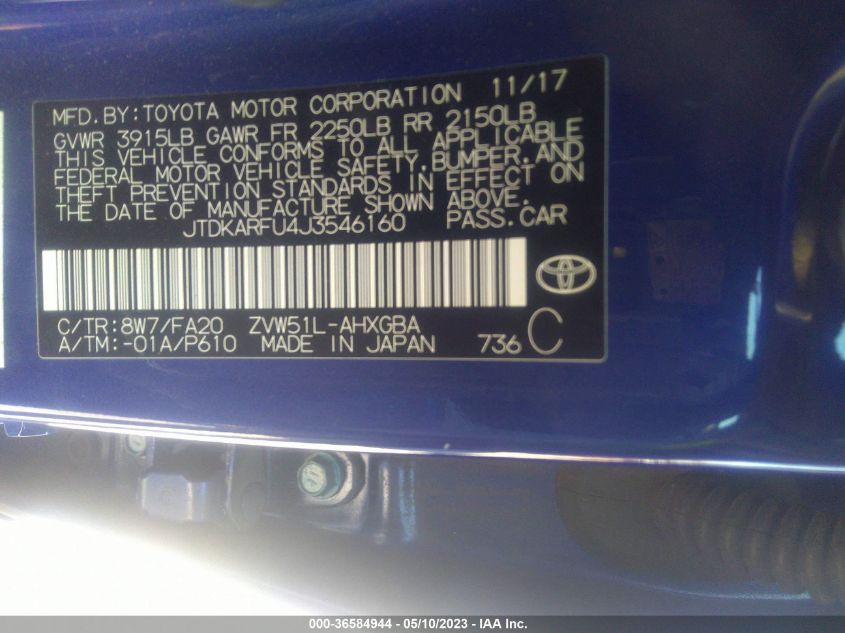 MFD. BY: TOYOTA MOTOR CORPORATION 11/17
GVWR 3915LB GAWR FR 2250LB RR 2150LB
THIS VEHICLE CONFORMS TO ALL APPLICABLE
FEDERAL MOTOR VEHICLE SAFETY, BUMPER, AND
THEFT PREVENTION STANDARDS IN EFFECT ON
THE DATE OF MANUFACTURE SHOWN ABOVE.
JTDKARFU4J3546160 PASS. CAR
C/TR: 8W7/FA20 ZVW51L-AHXGBA
A/TM: -01A/P610 MADE IN JAPAN 736 C
000-36584944 - 05/10/2023 - IAA Inc.